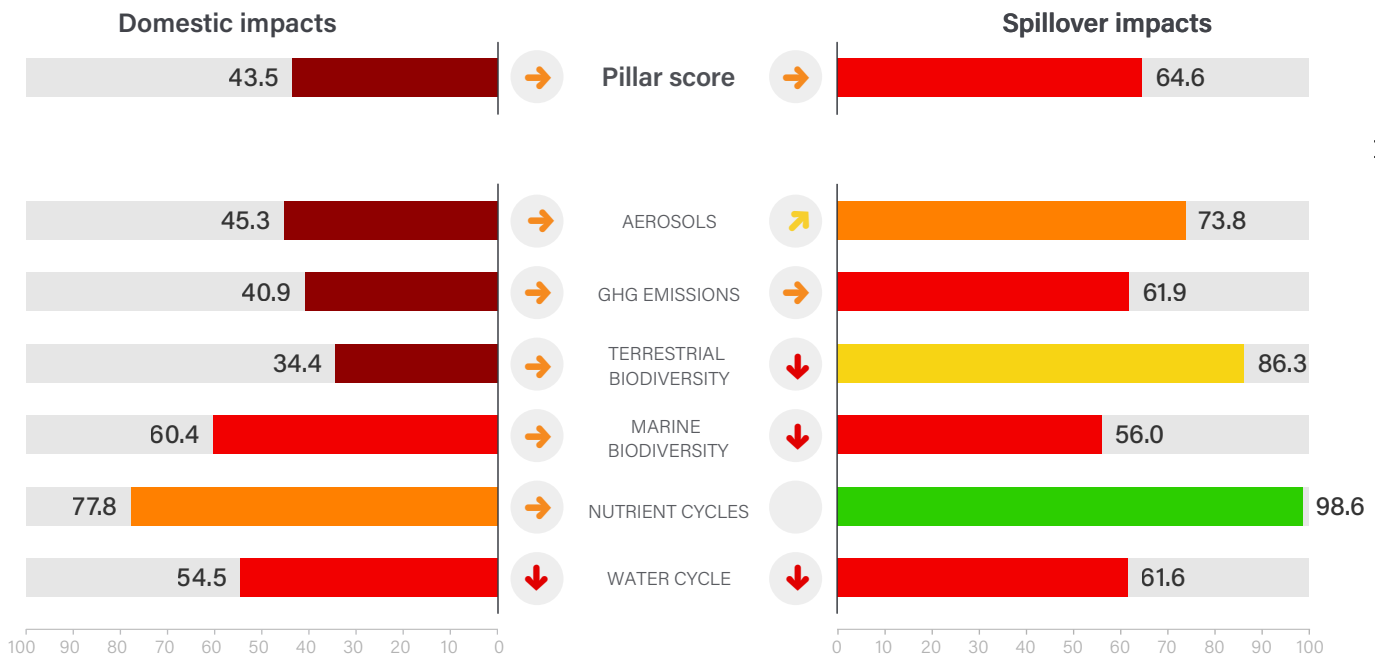 Domestic impacts
Spillover impacts
43.5
Pillar score
64.6
45.3
AEROSOLS
73.8
40.9
GHG EMISSIONS
61.9
34.4
TERRESTRIAL
BIODIVERSITY
86.3
60.4
MARINE
BIODIVERSITY
56.0
77.8
NUTRIENT CYCLES
98.6
54.5
WATER CYCLE
61.6
100 90 80 70 60 50 40 30 20 10 0
0 10 20 30 40 50 60 70 80 90 100